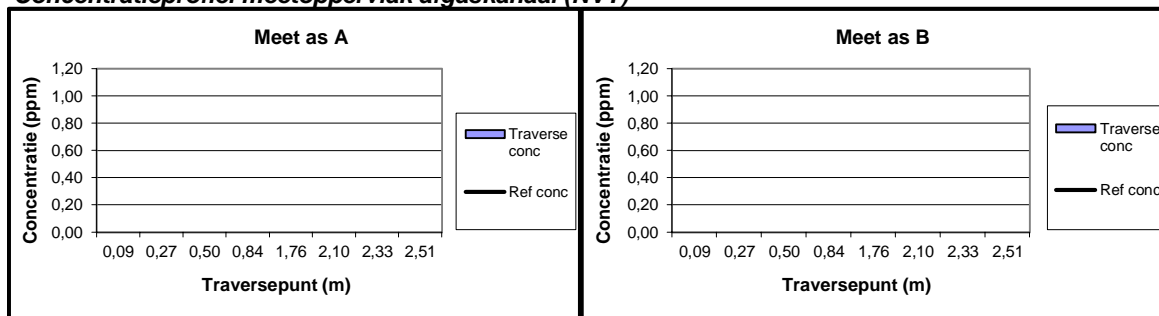 Concentratieprofiel meetoppervlak afgaskanaal (NVT)
Meet as A
Concentratie (ppm)
1,20
1,00
0,80
0,60
0,40
0,20
0,00
0,09 0,27 0,50 0,84 1,76 2,10 2,33 2,51
Traversepunt (m)
Traverse
conc
Ref conc
Meet as B
Concentratie (ppm)
1,20
1,00
0,80
0,60
0,40
0,20
0,00
0,09 0,27 0,50 0,84 1,76 2,10 2,33 2,51
Traversepunt (m)
Traverse
conc
Ref conc